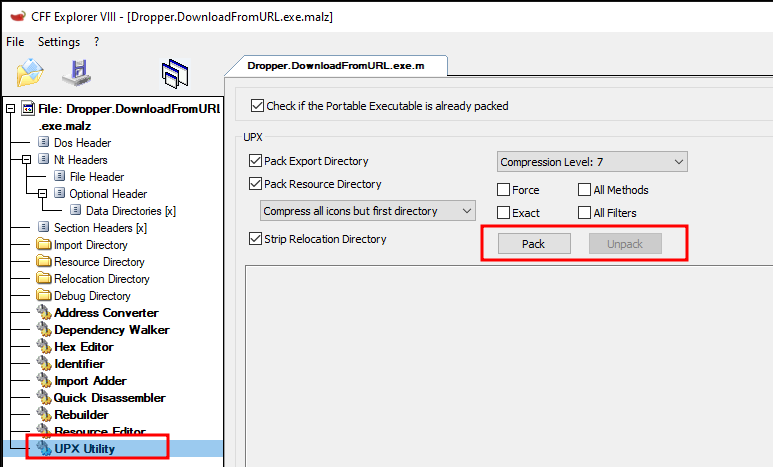 CFF Explorer VIII - [Dropper.DownloadFromURL.exe.malz]
File Settings ?
Dropper.DownloadFromURL.exe.m
File: Dropper.DownloadFromURL
.exe.malz
Dos Header
Nt Headers
File Header
Optional Header
Data Directories [x]
Section Headers [x]
Import Directory
Resource Directory
Relocation Directory
Debug Directory
Address Converter
Dependency Walker
Hex Editor
Identifier
Import Adder
Quick Disassembler
Rebuilder
Resource Editor
UPX Utility
Check if the Portable Executable is already packed
UPX
Pack Export Directory
Compression Level: 7
Pack Resource Directory
Force
All Methods
Compress all icons but first directory
Exact
All Filters
Strip Relocation Directory
Pack
Unpack